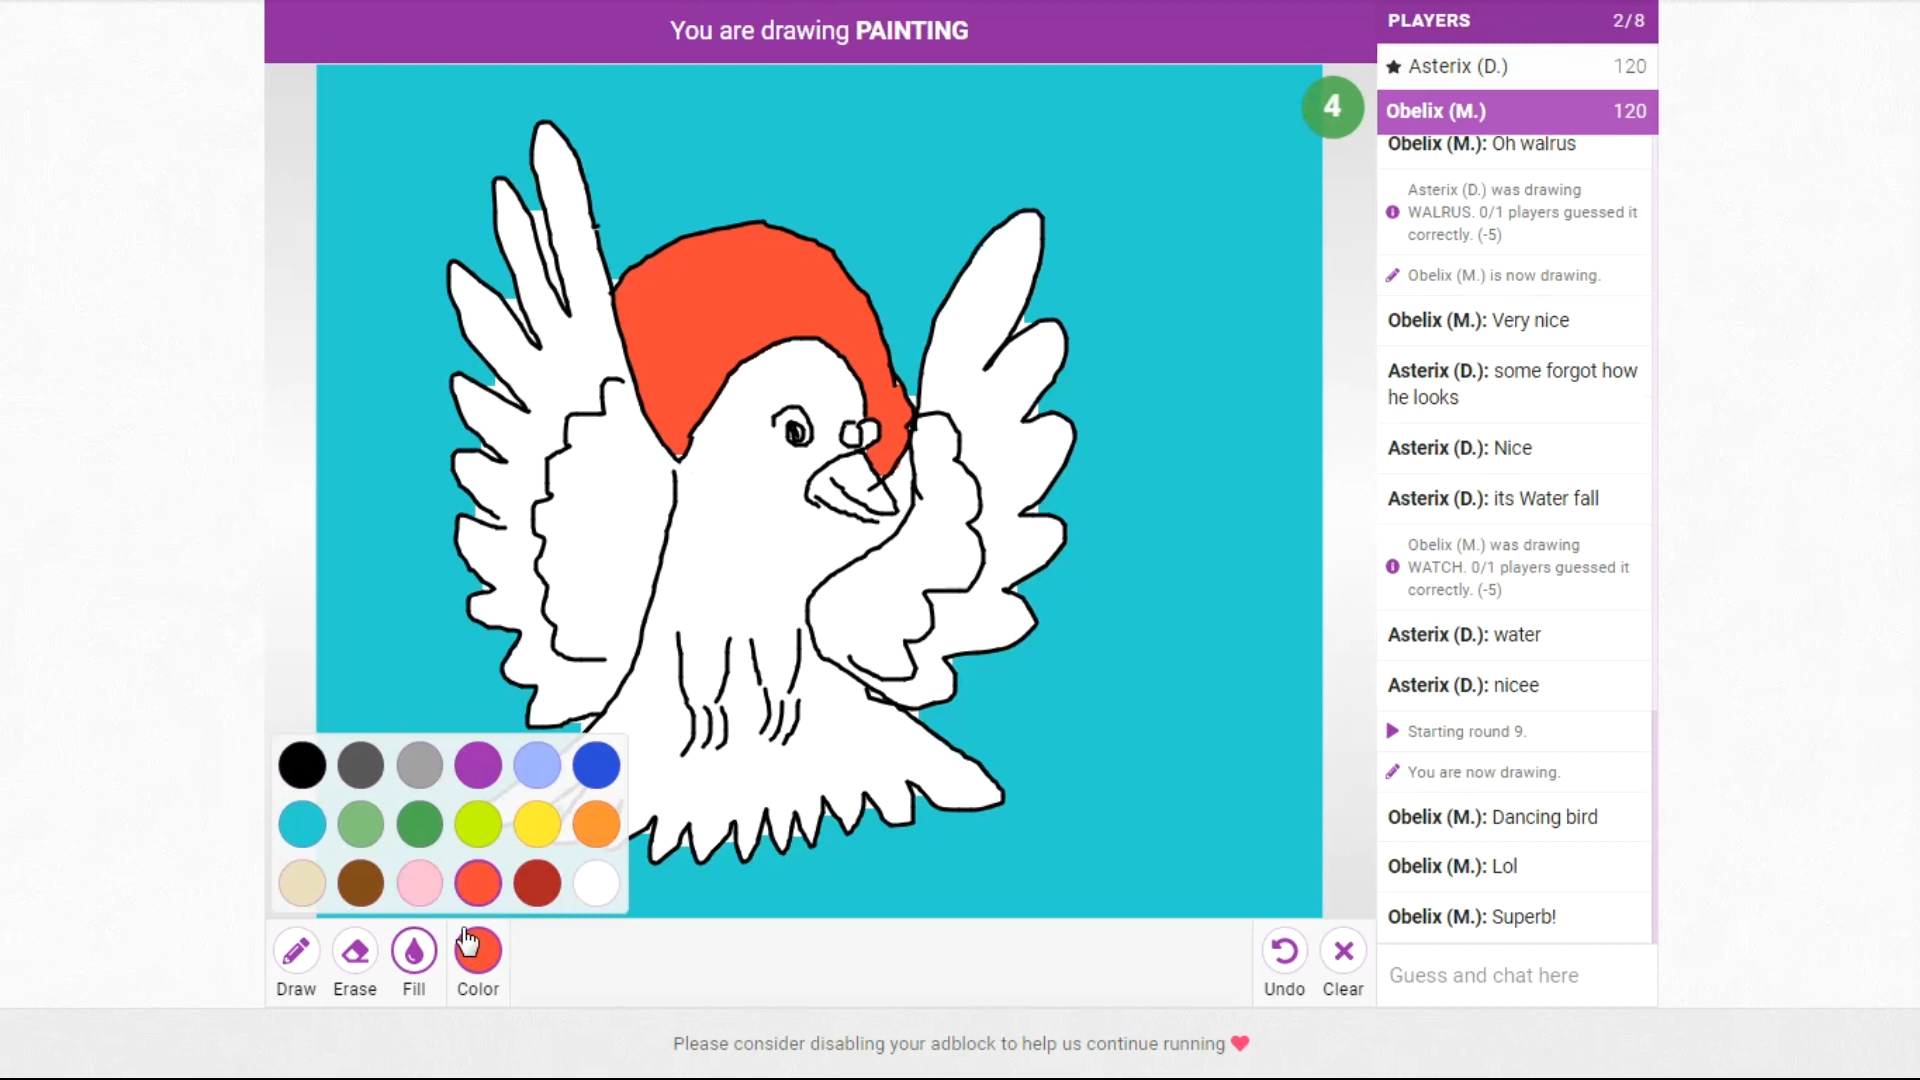 You are drawing PAINTING
4
PLAYERS 2/8
Asterix (D.) 120
Obelix (M.) 120
Obelix (M.): Oh walrus
Asterix (D.) was drawing
WALRUS. 0/1 players guessed it
correctly. (-5)
Obelix (M.) is now drawing.
Obelix (M.): Very nice
Asterix (D.): some forgot how
he looks
Asterix (D.): Nice
Asterix (D.): its Water fall
Obelix (M.) was drawing
WATCH. 0/1 players guessed it
correctly. (-5)
Asterix (D.): water
Asterix (D.): nicee
Starting round 9.
You are now drawing.
Obelix (M.): Dancing bird
Obelix (M.): Lol
Obelix (M.): Superb!
Guess and chat here
Draw Erase Fill Color Undo Clear
Please consider disabling your adblock to help us continue running